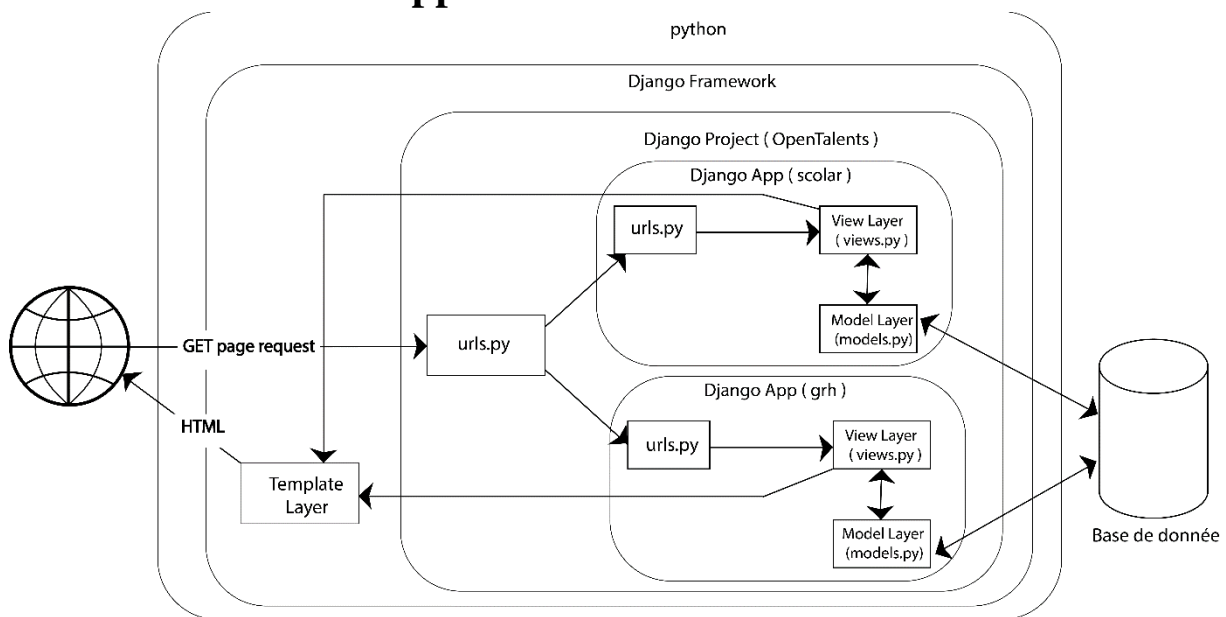 pp
python
Django Framework
Django Project ( OpenTalents )
Django App ( scolar )
urls.py
View Layer
( views.py )
Model Layer
(models.py)
GET page request
urls.py
HTML
Template
Layer
Django App ( grh )
urls.py
View Layer
( views.py )
Model Layer
(models.py)
Base de donnée